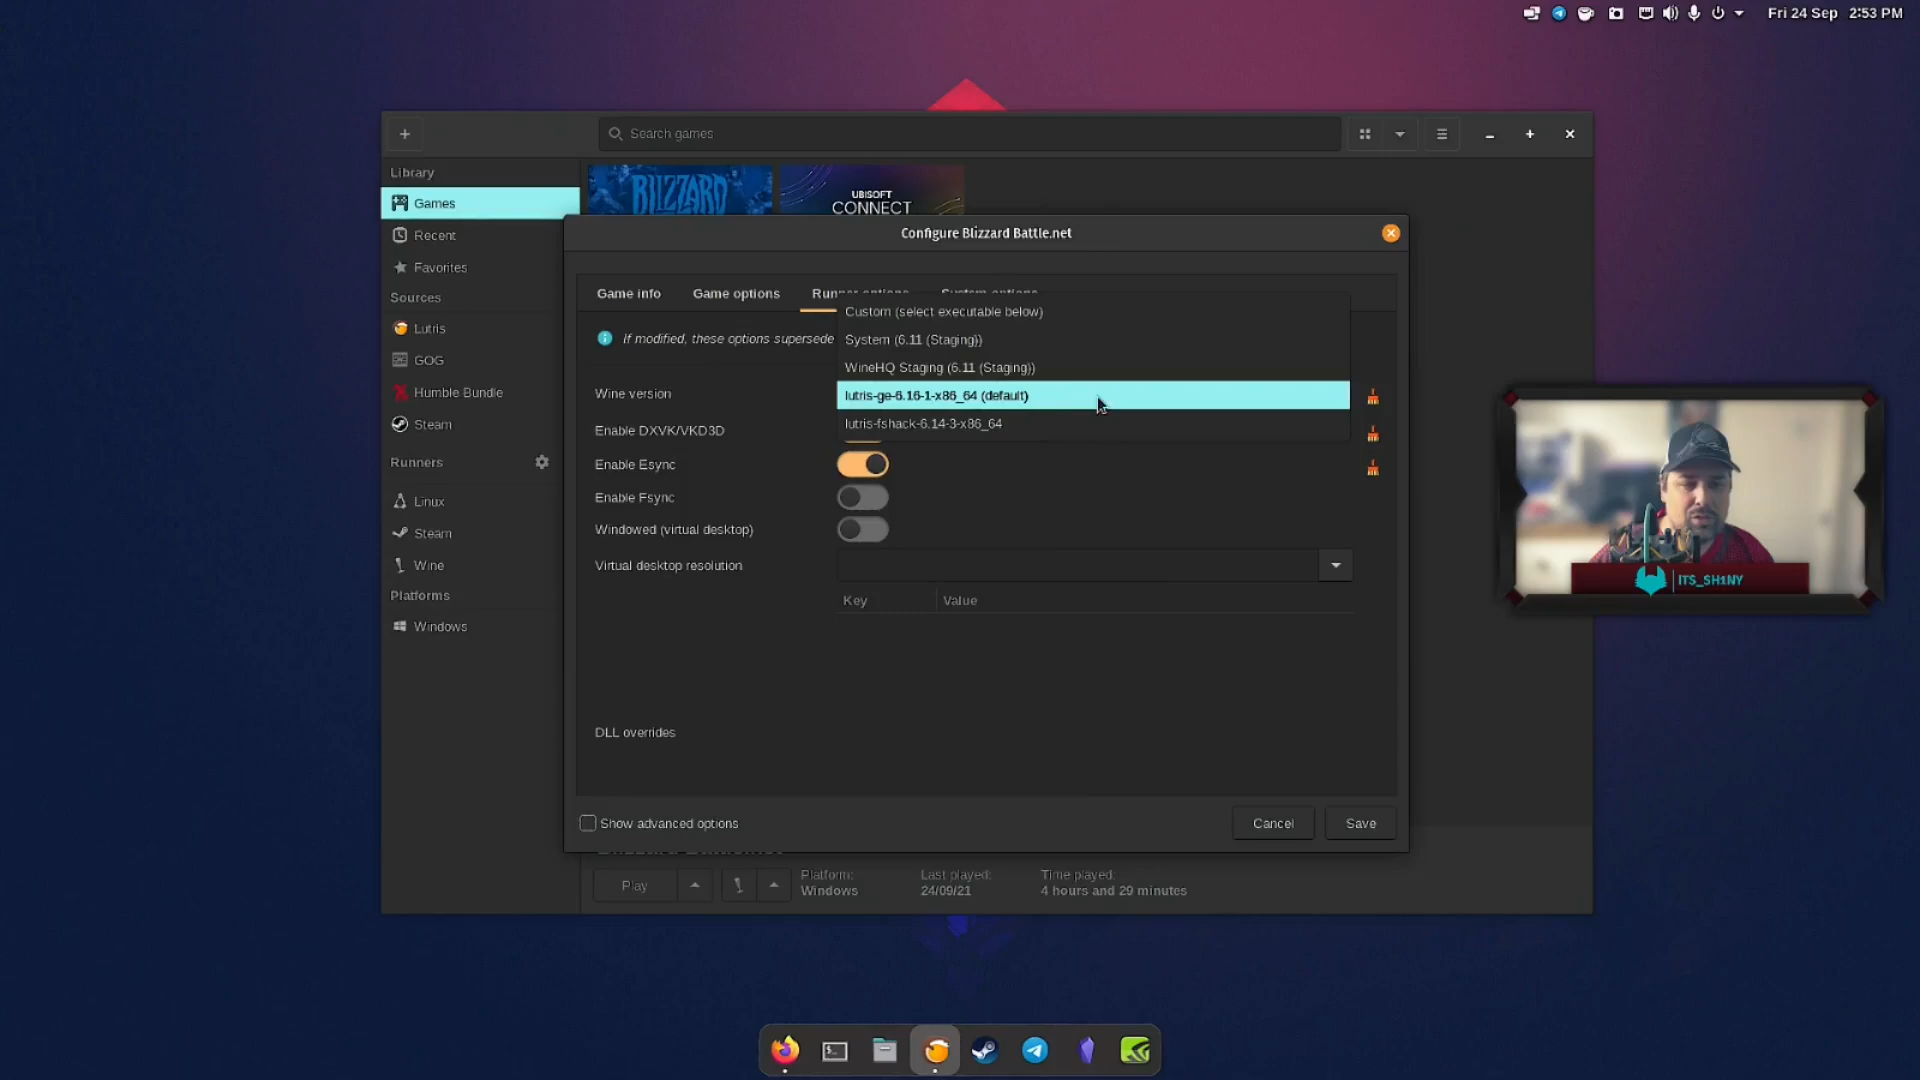 Fri 24 Sep 2:53 PM
Search games
Library
Games
Recent
Favorites
Sources
Lutris
GOG
Humble Bundle
Steam
Runners
Linux
Steam
Wine
Platforms
Windows
BLIZZARD
UBISOFT
CONNECT
Configure Blizzard Battle.net
Game info
Game options
Runner options
System options
If modified, these options supersede
Wine version
Custom (select executable below)
System (6.11 (Staging))
WineHQ Staging (6.11 (Staging))
lutris-ge-6.16-1-x86_64 (default)
lutris-fshack-6.14-3-x86_64
Enable DXVK/VKD3D
Enable Esync
Enable Fsync
Windowed (virtual desktop)
Virtual desktop resolution
Key Value
DLL overrides
Show advanced options
Cancel
Save
Play
Platform:
Windows
Last played:
24/09/21
Time played:
4 hours and 29 minutes
ITS_SH1NY